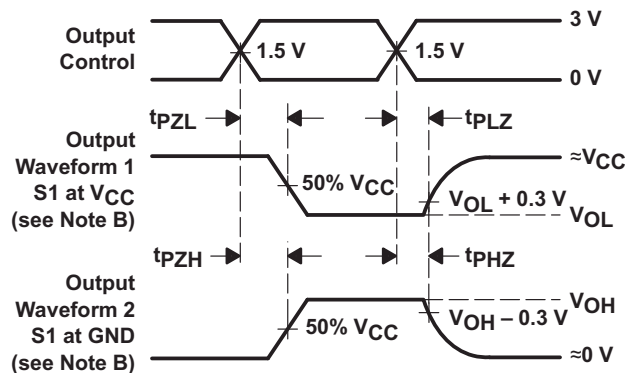 Output
Control
1.5 V
1.5 V
3 V
0 V
tPZL
tPLZ
Output
Waveform 1
S1 at VCC
(see Note B)
50% VCC
≈VCC
VOL + 0.3 V
VOL
tPZH
tPHZ
Output
Waveform 2
S1 at GND
(see Note B)
50% VCC
VOH
VOH – 0.3 V
≈0 V